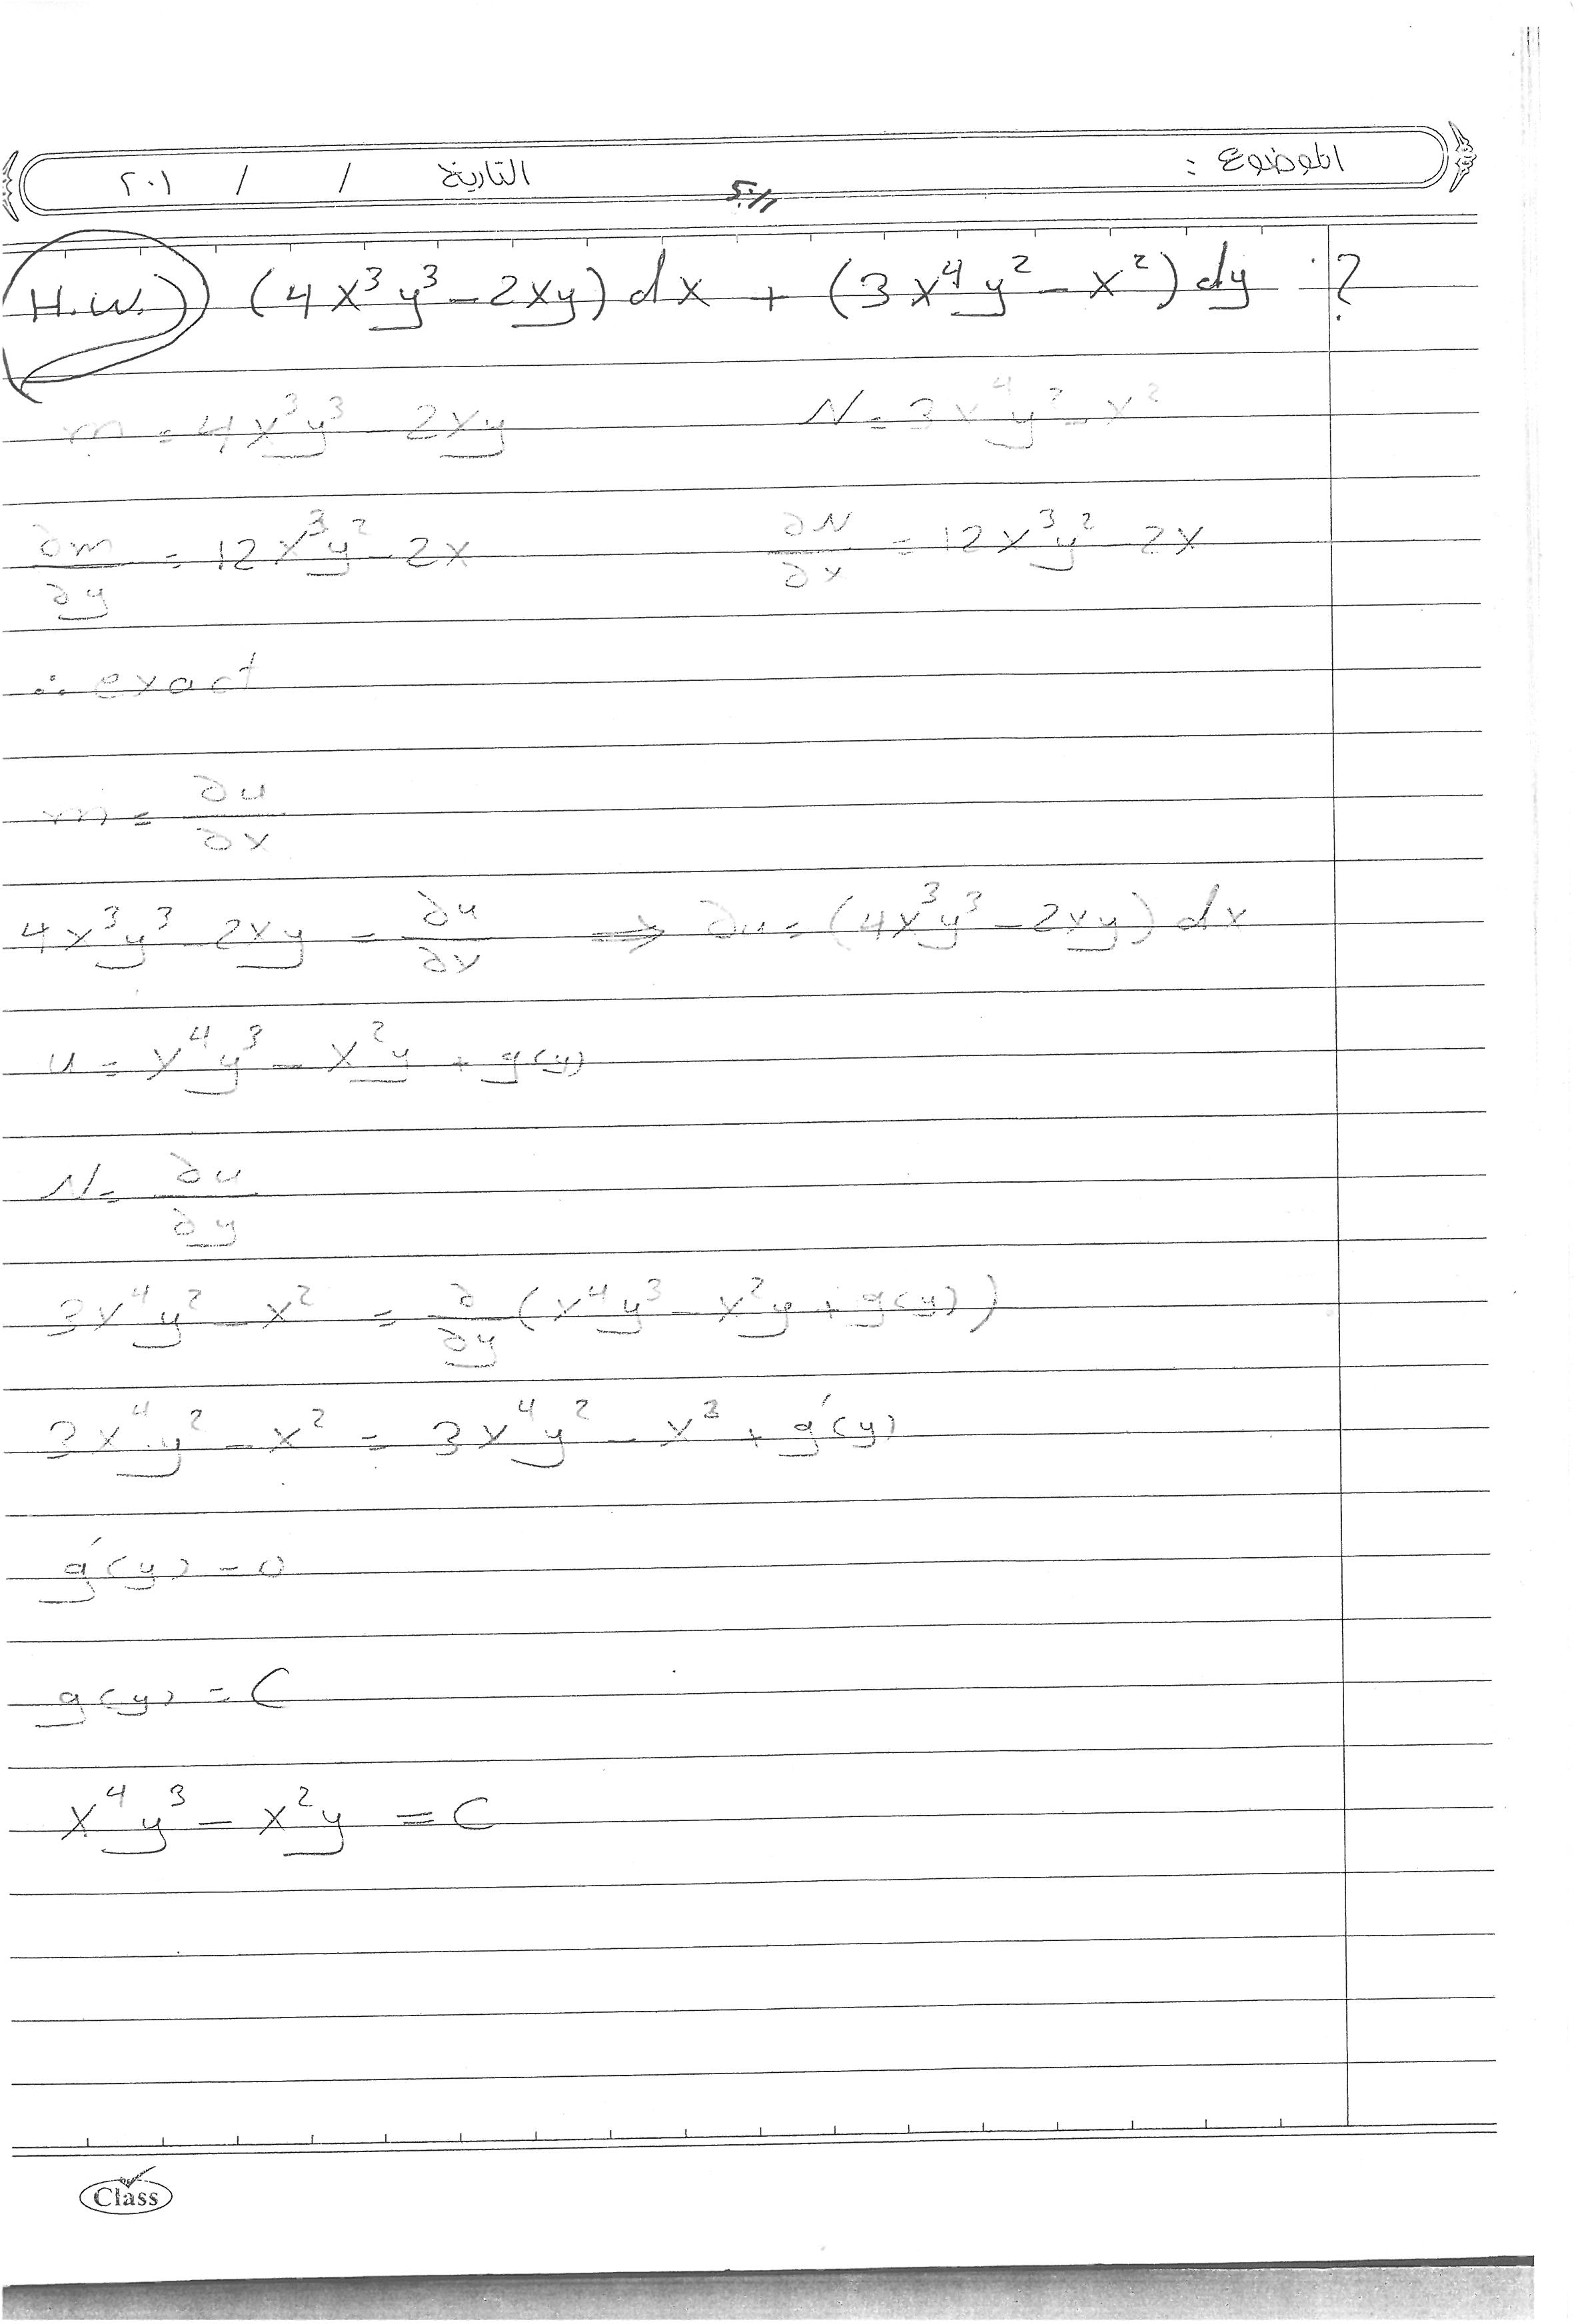 الموضوع :
التاريخ / / ٢٠١
H.W. (4x³y³ - 2xy) dx + (3x⁴y² - x²) dy ?
m = 4x³y³ - 2xy N = 3x⁴y² - x²
∂m/∂y = 12x³y² - 2x ∂N/∂x = 12x³y² - 2x
∴ exact
m = ∂u/∂x
4x³y³ - 2xy = ∂u/∂x ⇒ ∂u = (4x³y³ - 2xy) dx
u = x⁴y³ - x²y + g(y)
N = ∂u/∂y
3x⁴y² - x² = ∂/∂y (x⁴y³ - x²y + g(y))
3x⁴y² - x² = 3x⁴y² - x³ + g'(y)
g'(y) = 0
g(y) = C
x⁴y³ - x²y = C
Class